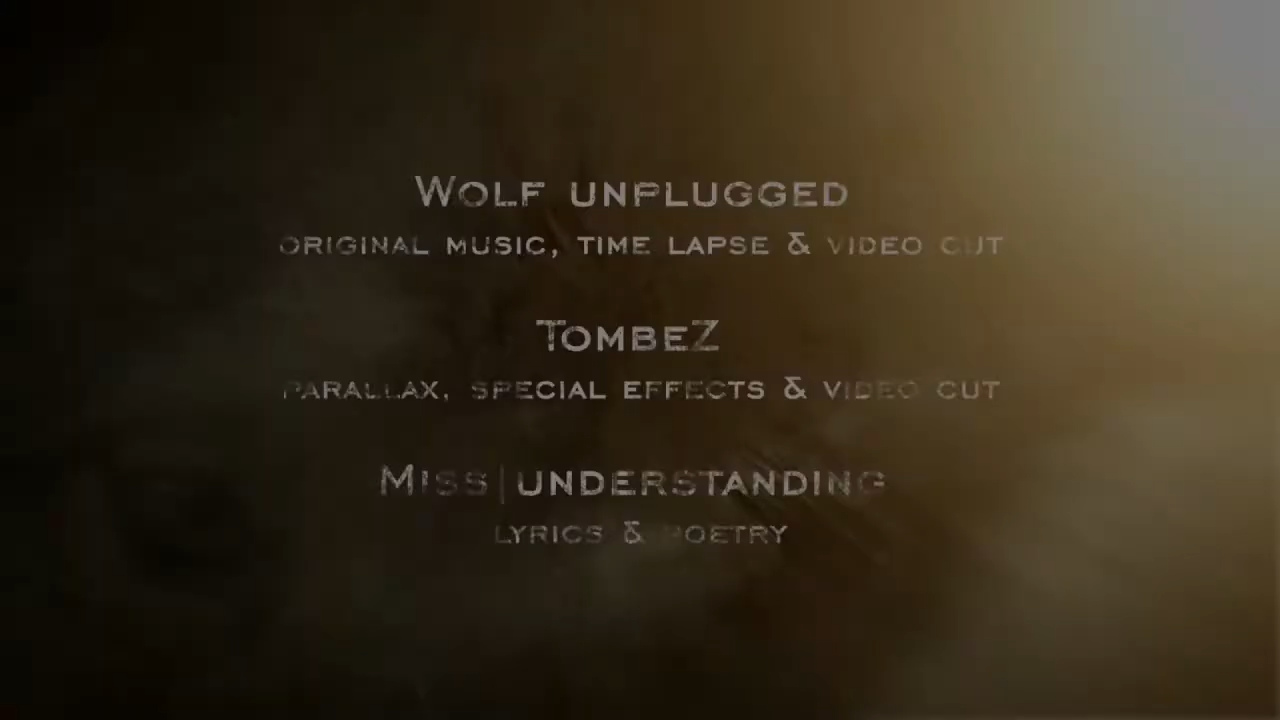 Wolf unplugged
original music, time lapse & video cut
TombeZ
parallax, special effects & video cut
Miss|understanding
lyrics & poetry